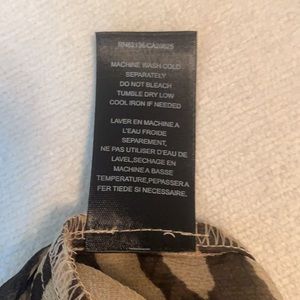 MACHINE WASH COLD
SEPARATELY
DO NOT BLEACH
TUMBLE DRY LOW
COOL IRON IF NEEDED
LAVER EN MACHINE A
L'EAU FROIDE
SEPAREMENT,
NE PAS UTILISER D'EAU DE
LAVEL,SECHAGE EN
MACHINE A BASSE
TEMPERATURE,PEPASSER A
FER TIEDE SI NECESSAIRE.